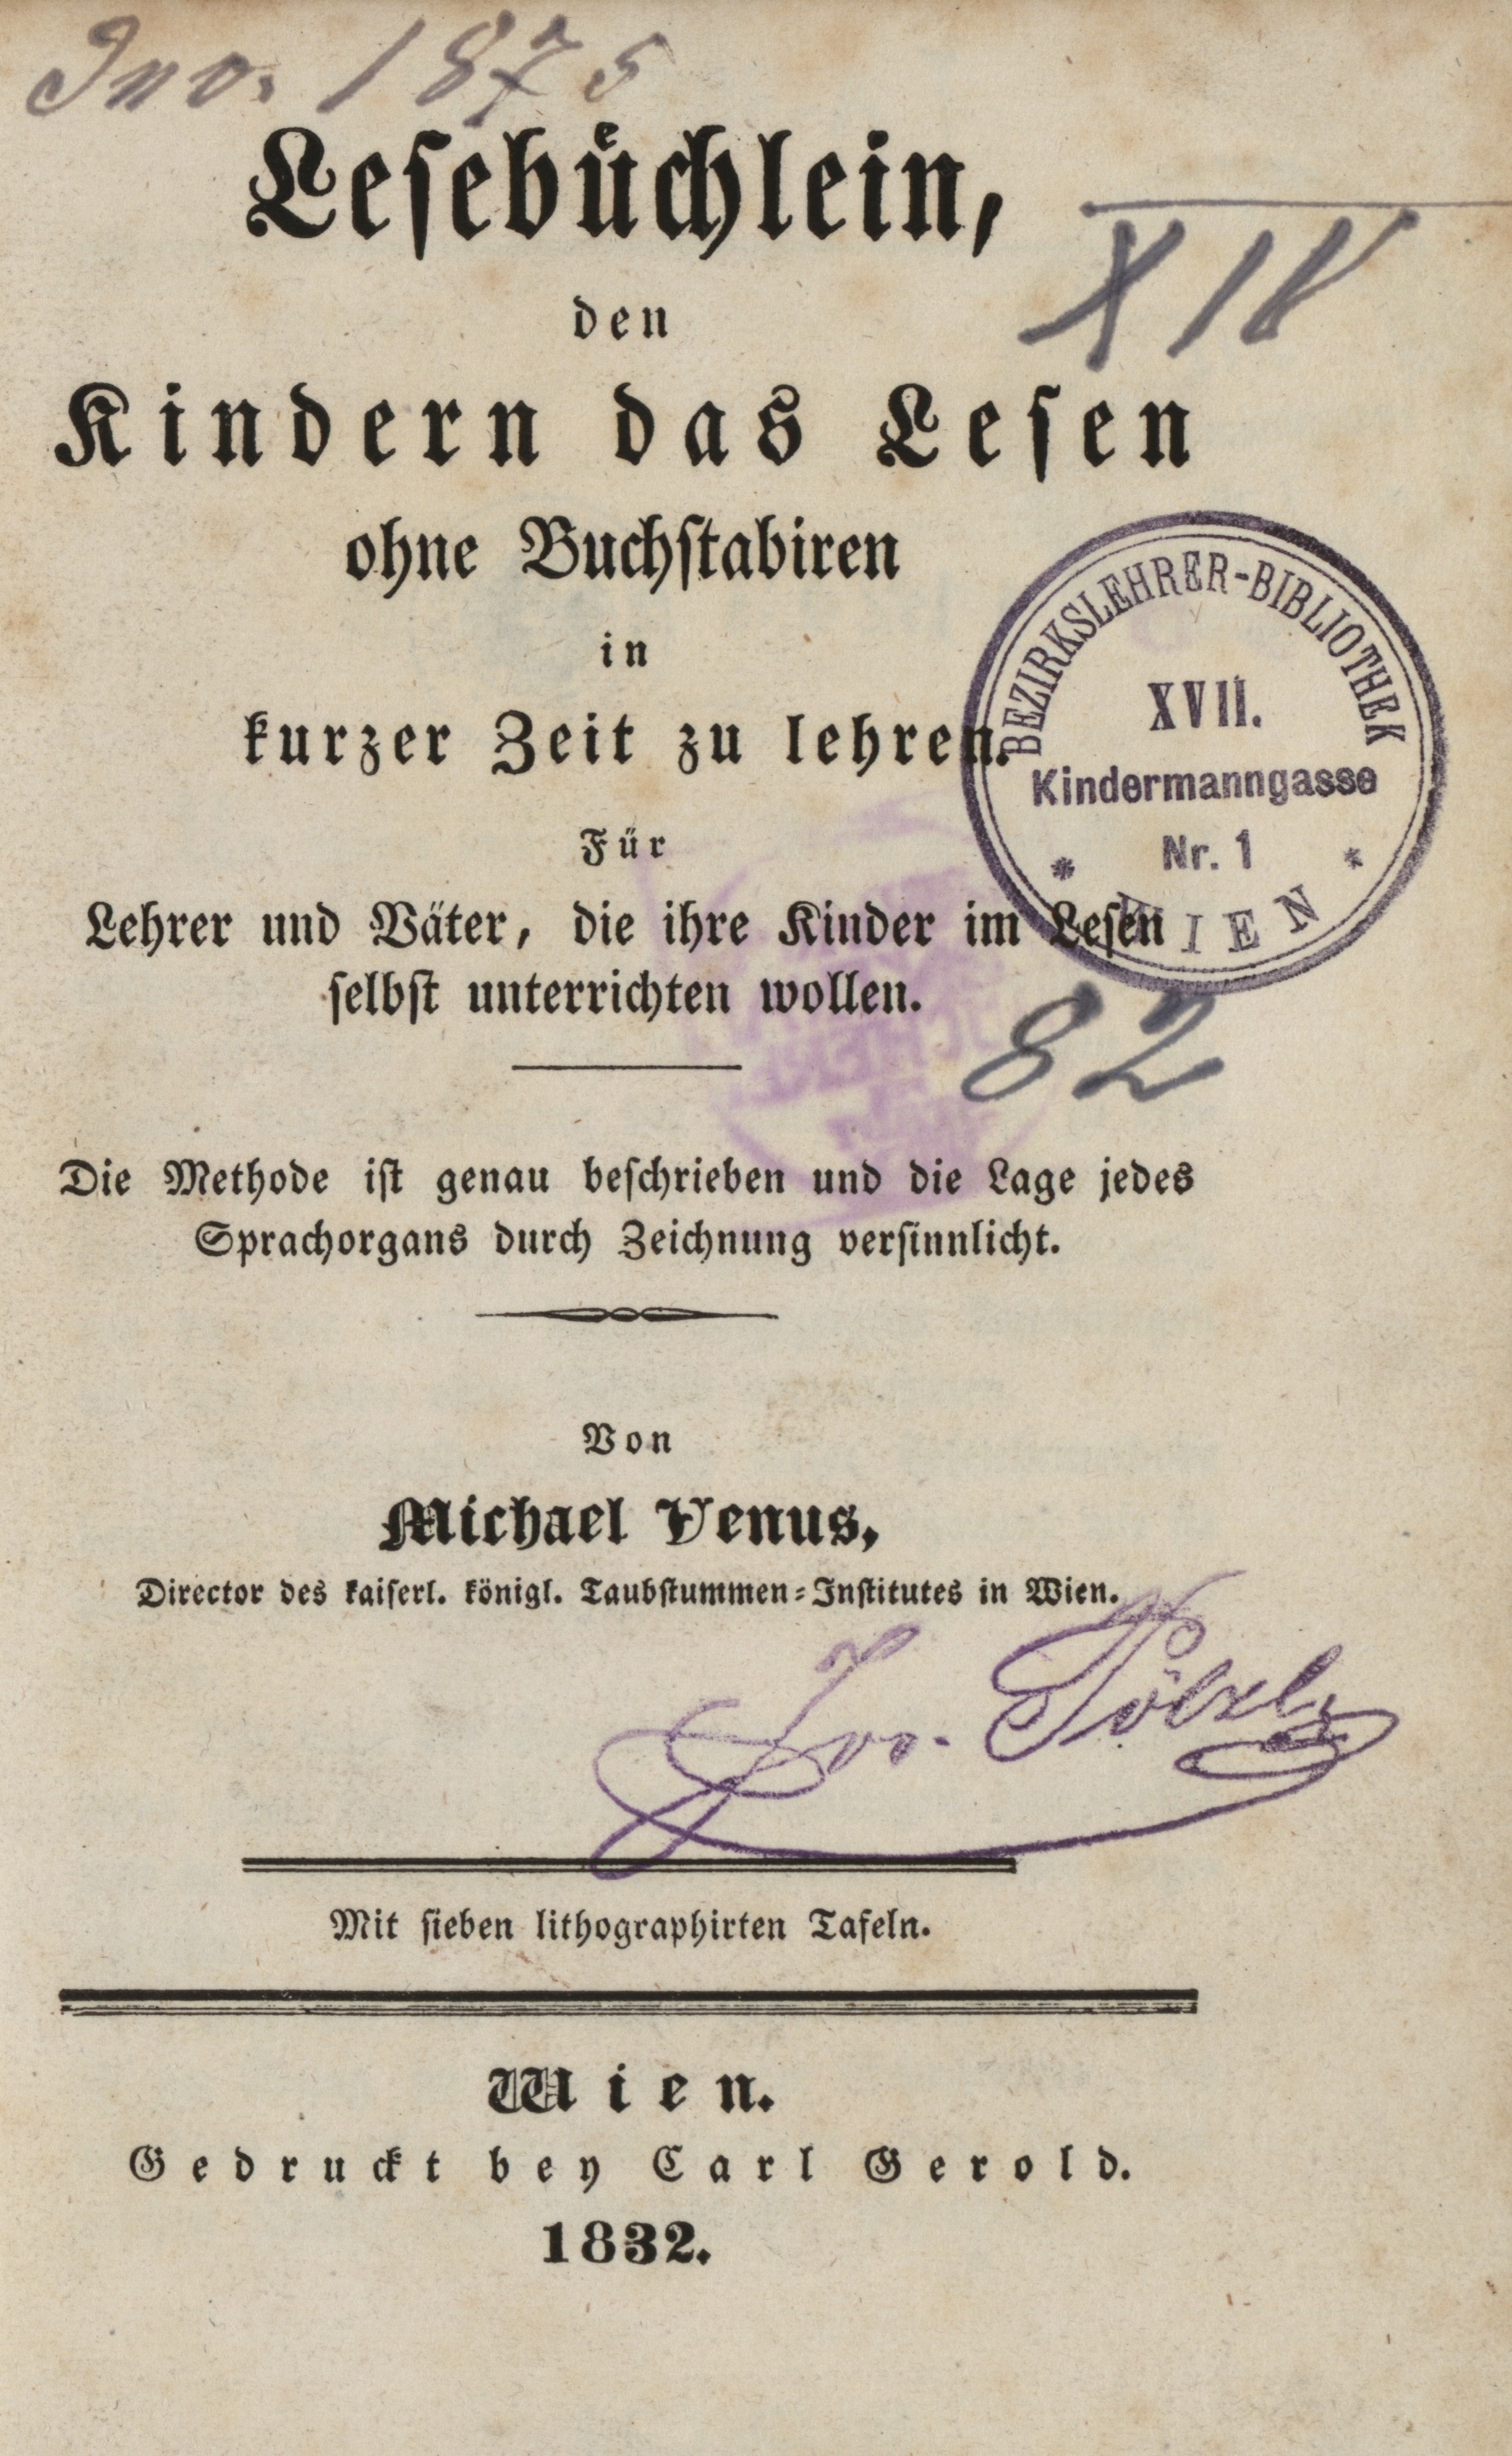 Inv. 1875
Lesebüchlein,
XIV
den
Kindern das Lesen
ohne Buchstabiren
in
kurzer Zeit zu lehren.
BEZIRKSLEHRER-BIBLIOTHEK
XVII.
Kindermanngasse
Nr. 1
* WIEN *
Für
Lehrer und Väter, die ihre Kinder im Lesen
selbst unterrichten wollen.
82
Die Methode ist genau beschrieben und die Lage jedes
Sprachorgans durch Zeichnung versinnlicht.
Von
Michael Venus,
Director des kaiserl. königl. Taubstummen-Institutes in Wien.
Mit sieben lithographirten Tafeln.
Wien.
Gedruckt bey Carl Gerold.
1832.